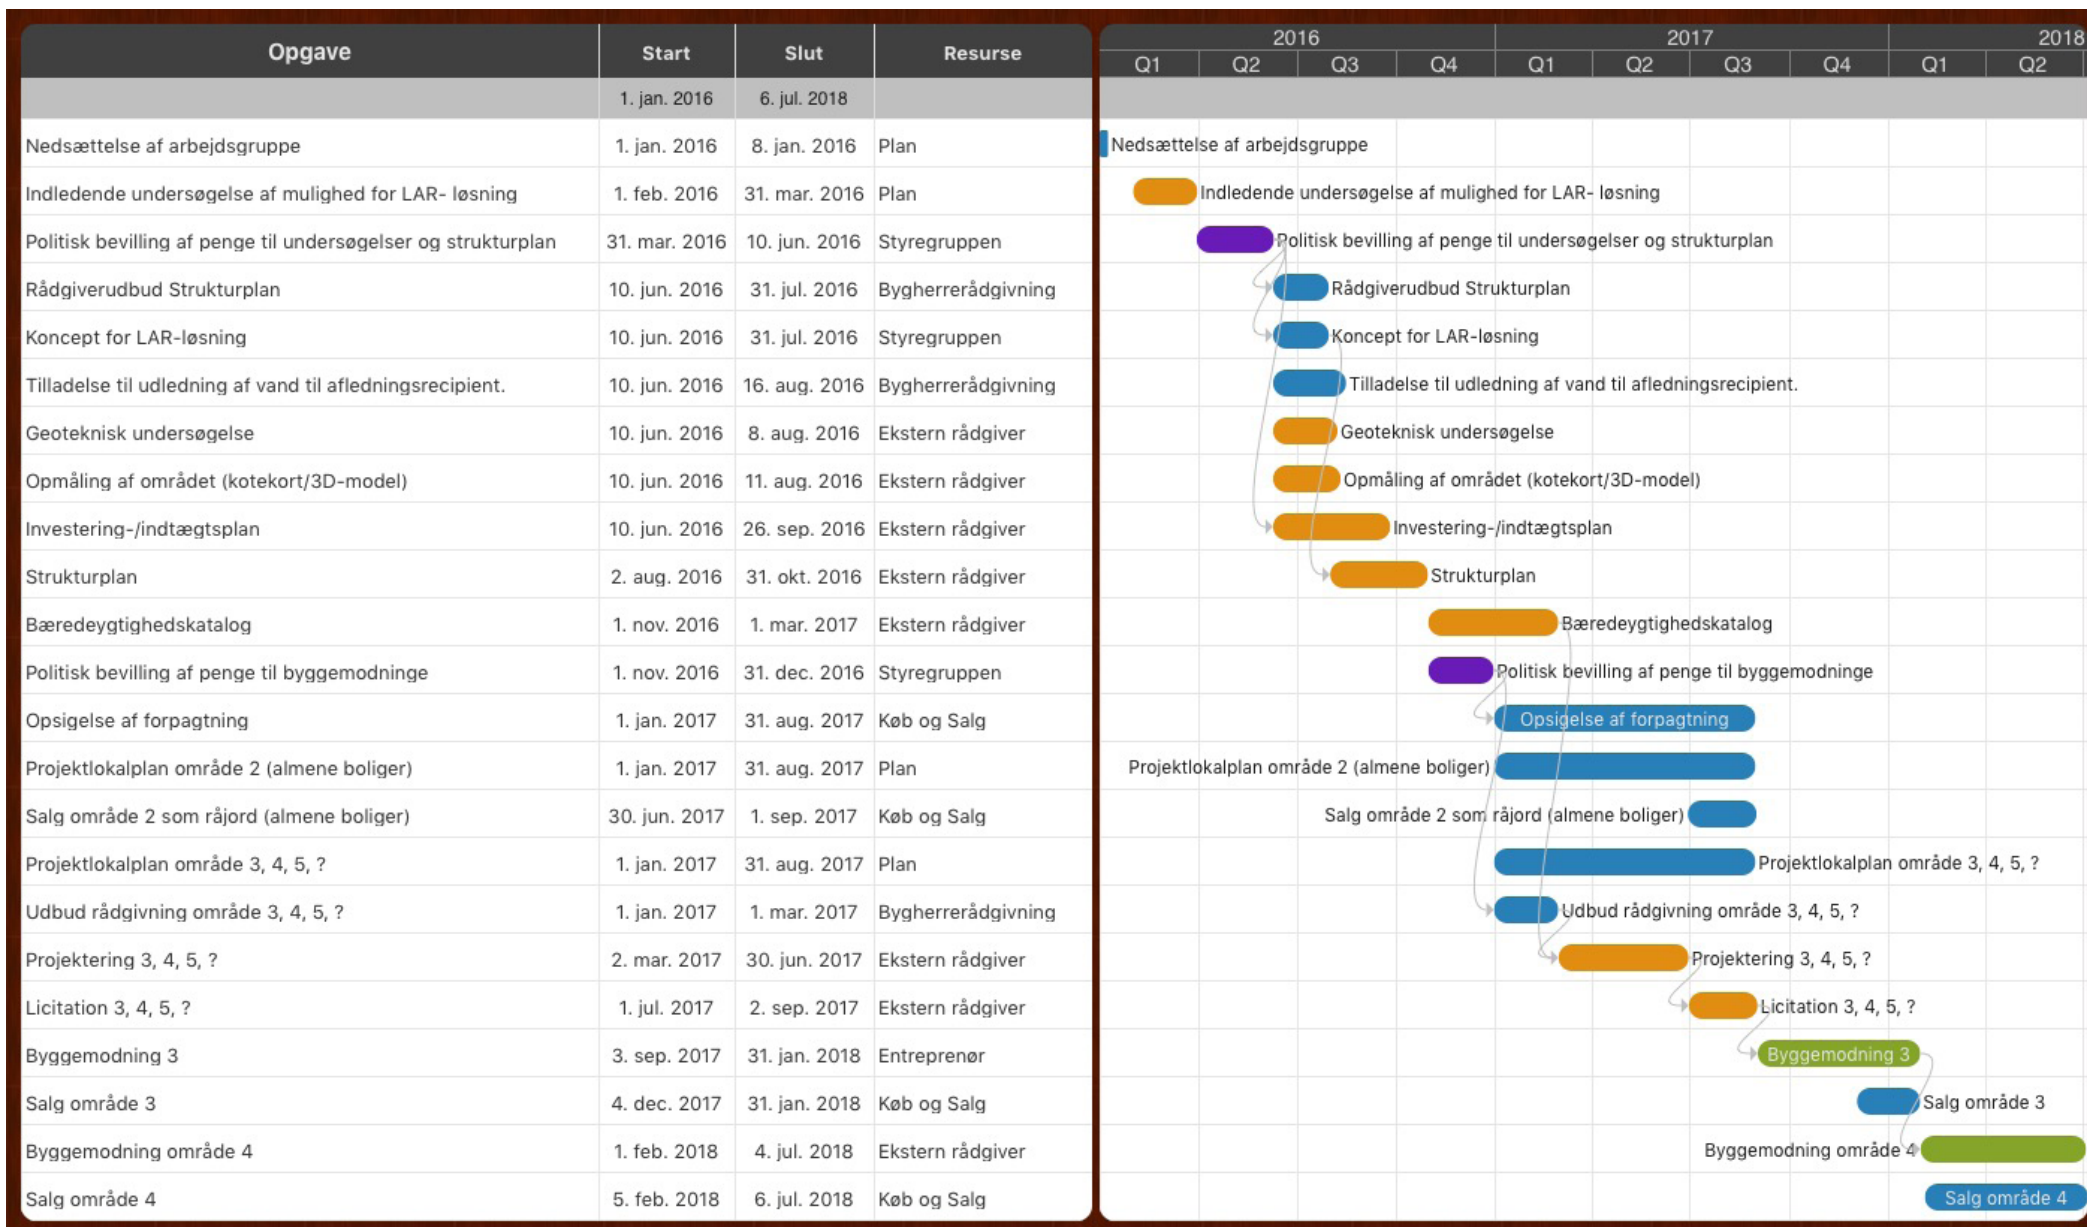 Opgave Start Slut Resurse
1. jan. 2016 6. jul. 2018
Nedsættelse af arbejdsgruppe 1. jan. 2016 8. jan. 2016 Plan
Indledende undersøgelse af mulighed for LAR- løsning 1. feb. 2016 31. mar. 2016 Plan
Politisk bevilling af penge til undersøgelser og strukturplan 31. mar. 2016 10. jun. 2016 Styregruppen
Rådgiverudbud Strukturplan 10. jun. 2016 31. jul. 2016 Bygherrerådgivning
Koncept for LAR-løsning 10. jun. 2016 31. jul. 2016 Styregruppen
Tilladelse til udledning af vand til afledningsrecipient. 10. jun. 2016 16. aug. 2016 Bygherrerådgivning
Geoteknisk undersøgelse 10. jun. 2016 8. aug. 2016 Ekstern rådgiver
Opmåling af området (kotekort/3D-model) 10. jun. 2016 11. aug. 2016 Ekstern rådgiver
Investering-/indtægtsplan 10. jun. 2016 26. sep. 2016 Ekstern rådgiver
Strukturplan 2. aug. 2016 31. okt. 2016 Ekstern rådgiver
Bæredeygtighedskatalog 1. nov. 2016 1. mar. 2017 Ekstern rådgiver
Politisk bevilling af penge til byggemodninge 1. nov. 2016 31. dec. 2016 Styregruppen
Opsigelse af forpagtning 1. jan. 2017 31. aug. 2017 Køb og Salg
Projektlokalplan område 2 (almene boliger) 1. jan. 2017 31. aug. 2017 Plan
Salg område 2 som råjord (almene boliger) 30. jun. 2017 1. sep. 2017 Køb og Salg
Projektlokalplan område 3, 4, 5, ? 1. jan. 2017 31. aug. 2017 Plan
Udbud rådgivning område 3, 4, 5, ? 1. jan. 2017 1. mar. 2017 Bygherrerådgivning
Projektering 3, 4, 5, ? 2. mar. 2017 30. jun. 2017 Ekstern rådgiver
Licitation 3, 4, 5, ? 1. jul. 2017 2. sep. 2017 Ekstern rådgiver
Byggemodning 3 3. sep. 2017 31. jan. 2018 Entreprenør
Salg område 3 4. dec. 2017 31. jan. 2018 Køb og Salg
Byggemodning område 4 1. feb. 2018 4. jul. 2018 Ekstern rådgiver
Salg område 4 5. feb. 2018 6. jul. 2018 Køb og Salg
2016 2017 2018
Q1 Q2 Q3 Q4 Q1 Q2 Q3 Q4 Q1 Q2
Nedsættelse af arbejdsgruppe
Indledende undersøgelse af mulighed for LAR- løsning
Politisk bevilling af penge til undersøgelser og strukturplan
Rådgiverudbud Strukturplan
Koncept for LAR-løsning
Tilladelse til udledning af vand til afledningsrecipient.
Geoteknisk undersøgelse
Opmåling af området (kotekort/3D-model)
Investering-/indtægtsplan
Strukturplan
Bæredeygtighedskatalog
Politisk bevilling af penge til byggemodninge
Opsigelse af forpagtning
Projektlokalplan område 2 (almene boliger)
Salg område 2 som råjord (almene boliger)
Projektlokalplan område 3, 4, 5, ?
Udbud rådgivning område 3, 4, 5, ?
Projektering 3, 4, 5, ?
Licitation 3, 4, 5, ?
Byggemodning 3
Salg område 3
Byggemodning område 4
Salg område 4